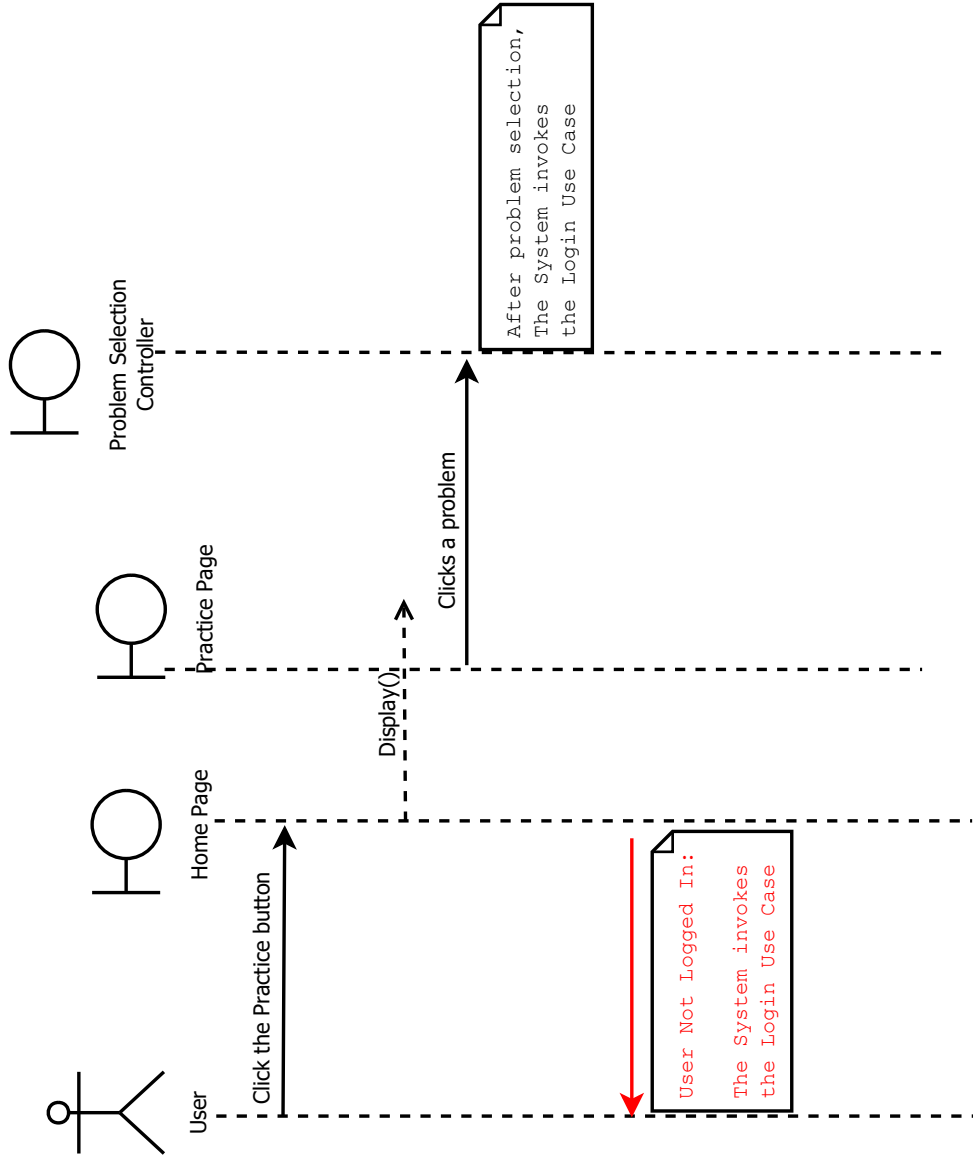 User
Home Page
Practice Page
Problem Selection
Controller
Click the Practice button
Display()
Clicks a problem
After problem selection,
The System invokes
the Login Use Case
User Not Logged In:
The System invokes
the Login Use Case